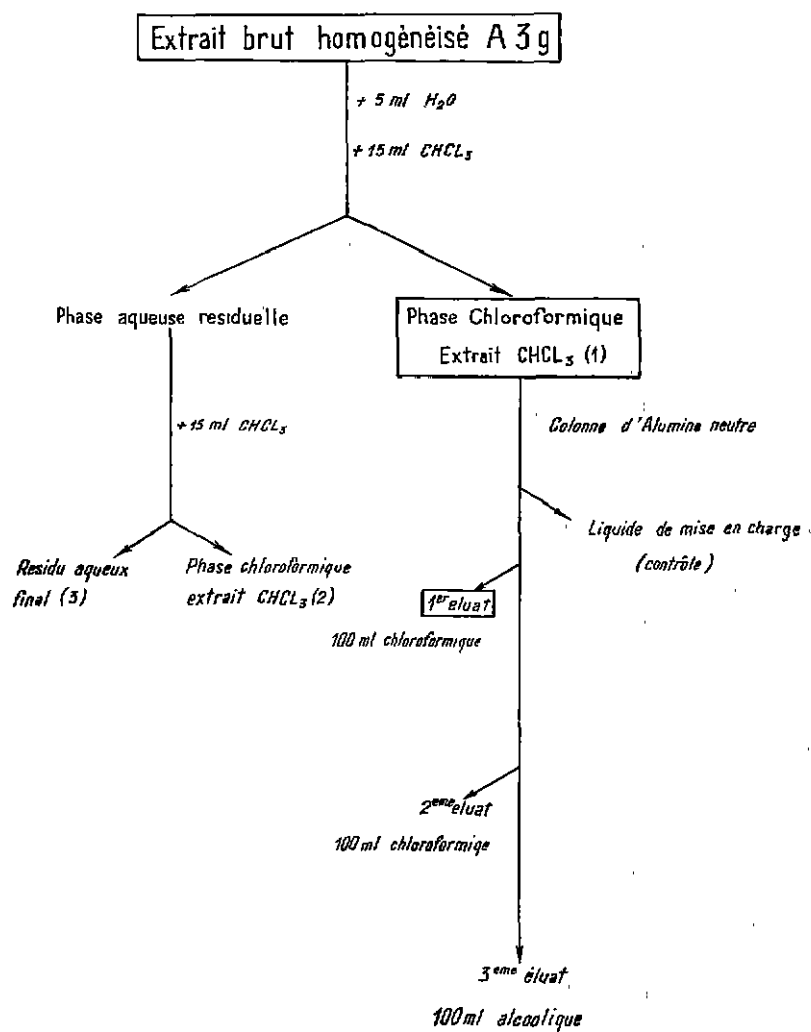 Extrait brut homogènèisé A 3g
+ 5 ml H₂O
+ 15 ml CHCL₃
Phase aqueuse residuelle
Phase Chloroformique
Extrait CHCL₃ (1)
+ 15 ml CHCL₃
Colonne d'Alumine neutre
Residu aqueux
final (3)
Phase chloroformique
extrait CHCL₃ (2)
Liquide de mise en charge
(contrôle)
1er eluat
100 ml chloroformique
2eme eluat
100 ml chloroformiqe
3eme éluat
100 ml alcoolique